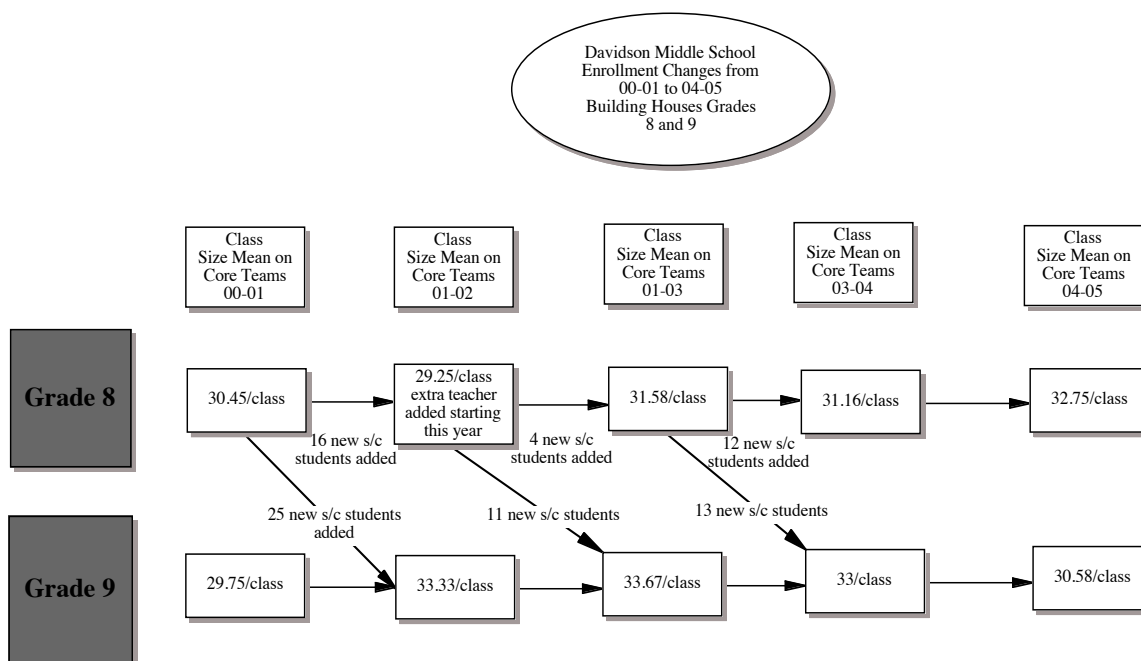 Davidson Middle School
Enrollment Changes from
00-01 to 04-05
Building Houses Grades
8 and 9
Class
Size Mean on
Core Teams
00-01
Class
Size Mean on
Core Teams
01-02
Class
Size Mean on
Core Teams
01-03
Class
Size Mean on
Core Teams
03-04
Class
Size Mean on
Core Teams
04-05
Grade 8
30.45/class
29.25/class
extra teacher
added starting
this year
31.58/class
31.16/class
32.75/class
16 new s/c
students added
4 new s/c
students added
12 new s/c
students added
25 new s/c students
added
11 new s/c students
13 new s/c students
Grade 9
29.75/class
33.33/class
33.67/class
33/class
30.58/class